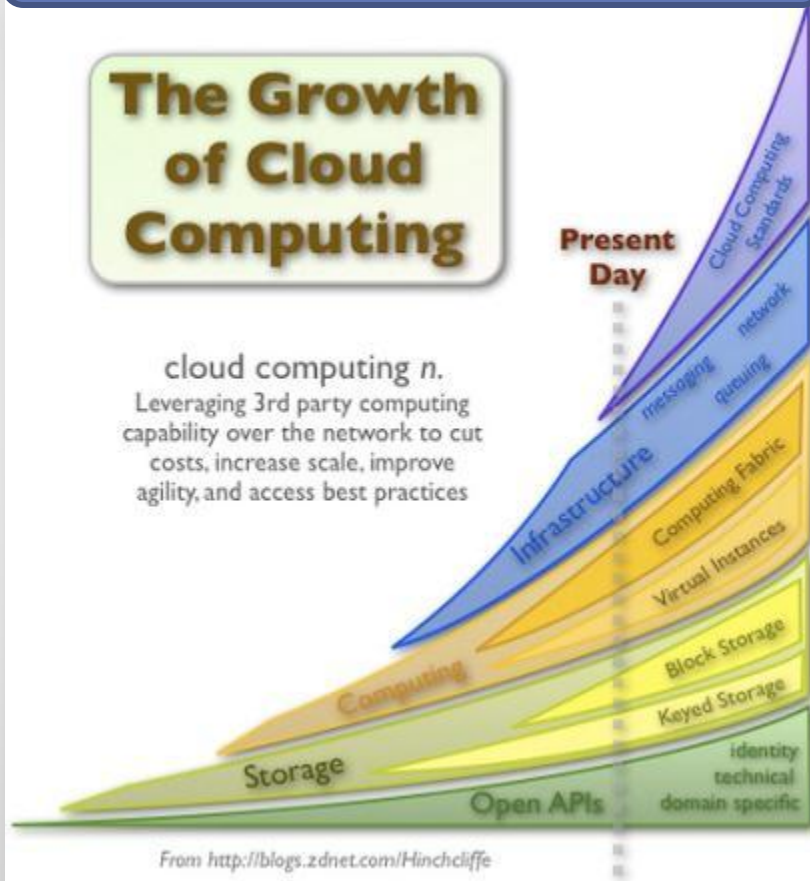 The Growth
of Cloud
Computing
Present
Day
cloud computing n.
Leveraging 3rd party computing
capability over the network to cut
costs, increase scale, improve
agility, and access best practices
Cloud Computing
Standards
network
messaging
queuing
Infrastructure
Computing Fabric
Virtual Instances
Computing
Block Storage
Keyed Storage
Storage
identity
technical
domain specific
Open APIs
From http://blogs.zdnet.com/Hinchcliffe